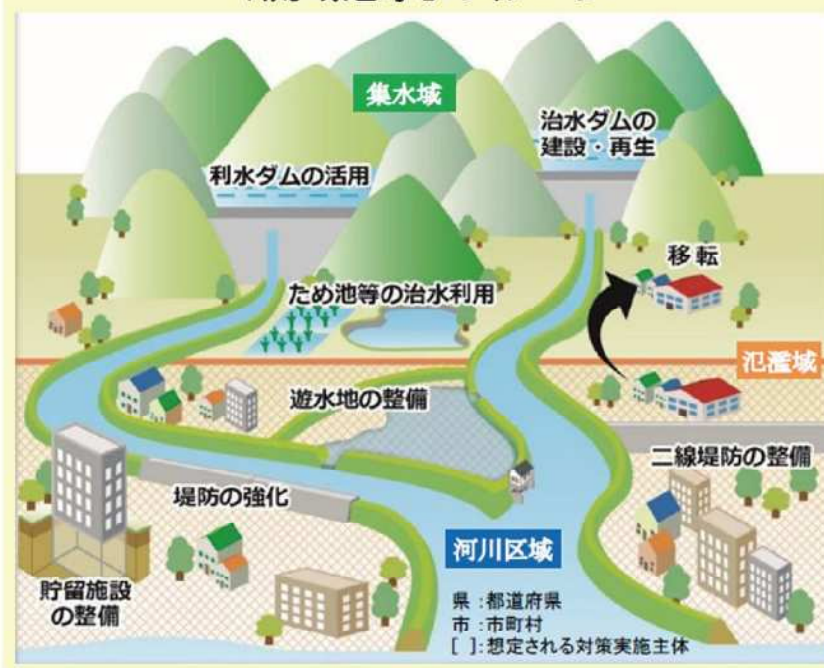 集水域
治水ダムの
建設・再生
利水ダムの活用
移転
ため池等の治水利用
氾濫域
遊水地の整備
二線堤防の整備
堤防の強化
河川区域
貯留施設
の整備
県：都道府県
市：市町村
[ ]：想定される対策実施主体